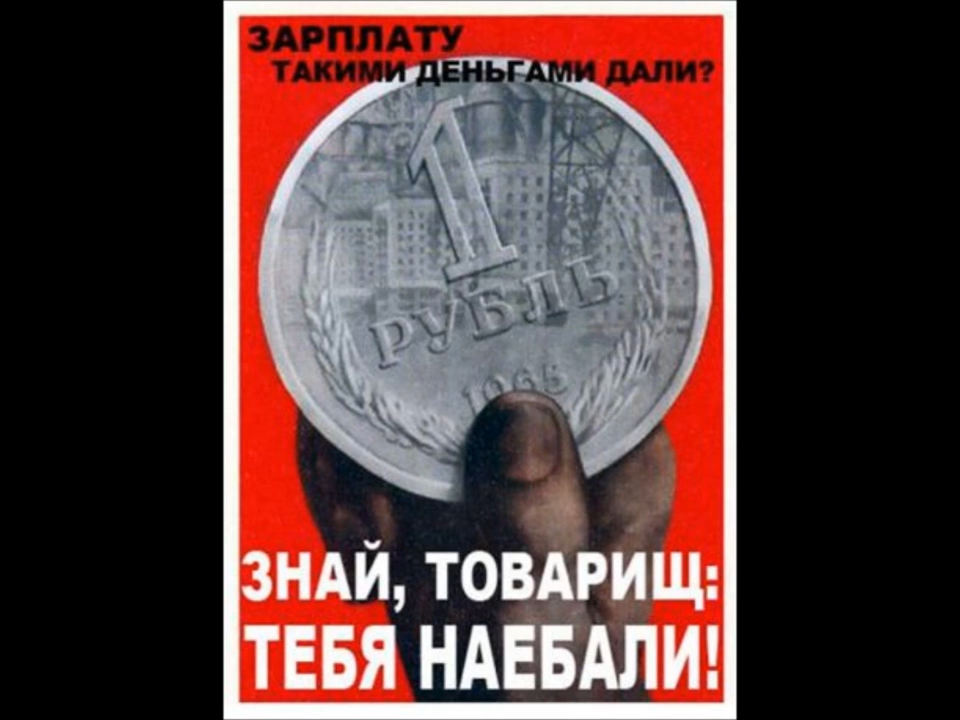 ЗАРПЛАТУ
ТАКИМИ ДЕНЬГАМИ ДАЛИ?
1
РУБЛЬ
1965
ЗНАЙ, ТОВАРИЩ:
ТЕБЯ НАЕБАЛИ!